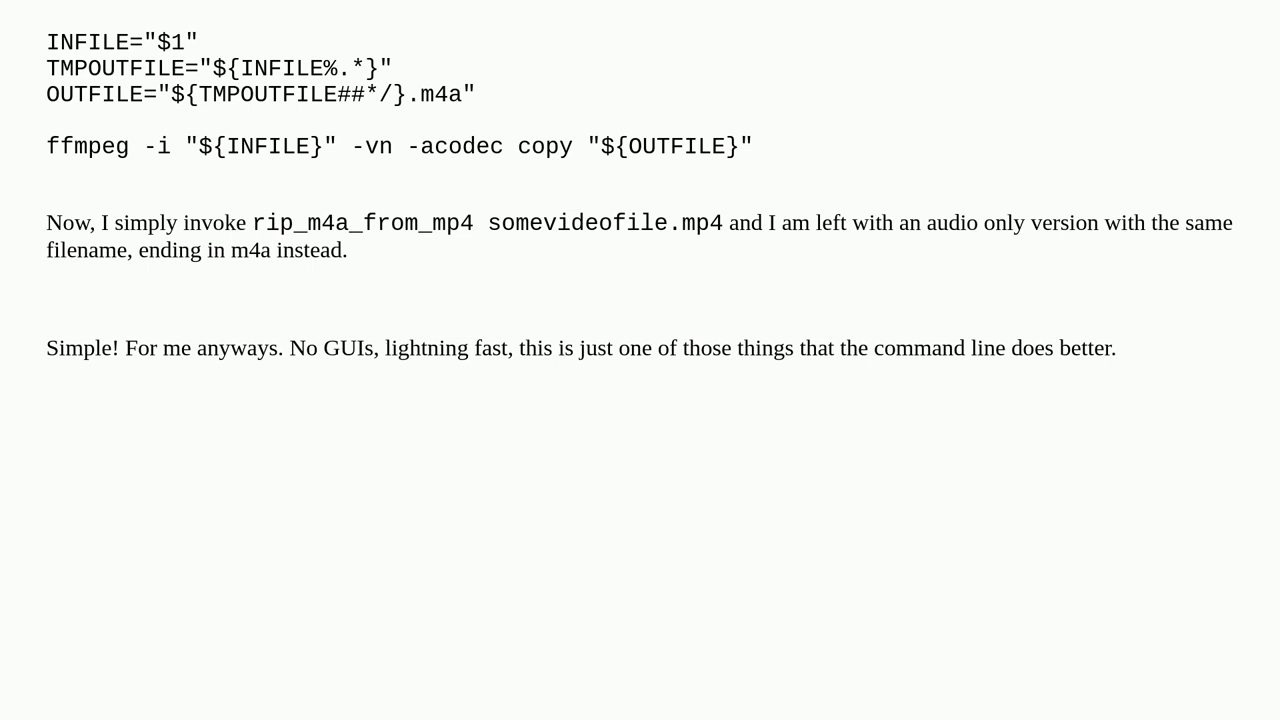 INFILE="$1"
TMPOUTFILE="${INFILE%.*}"
OUTFILE="${TMPOUTFILE##*/}.m4a"
ffmpeg -i "${INFILE}" -vn -acodec copy "${OUTFILE}"
Now, I simply invoke rip_m4a_from_mp4 somevideofile.mp4 and I am left with an audio only version with the same
filename, ending in m4a instead.
Simple! For me anyways. No GUIs, lightning fast, this is just one of those things that the command line does better.